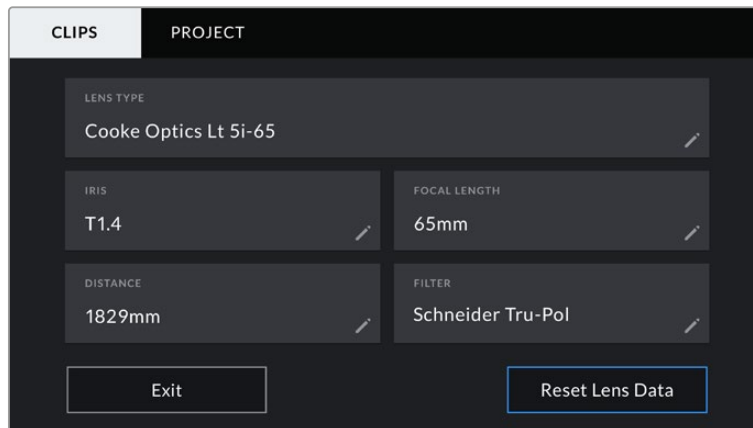 CLIPS PROJECT
LENS TYPE
Cooke Optics Lt 5i-65
IRIS
T1.4
FOCAL LENGTH
65mm
DISTANCE
1829mm
FILTER
Schneider Tru-Pol
Exit
Reset Lens Data